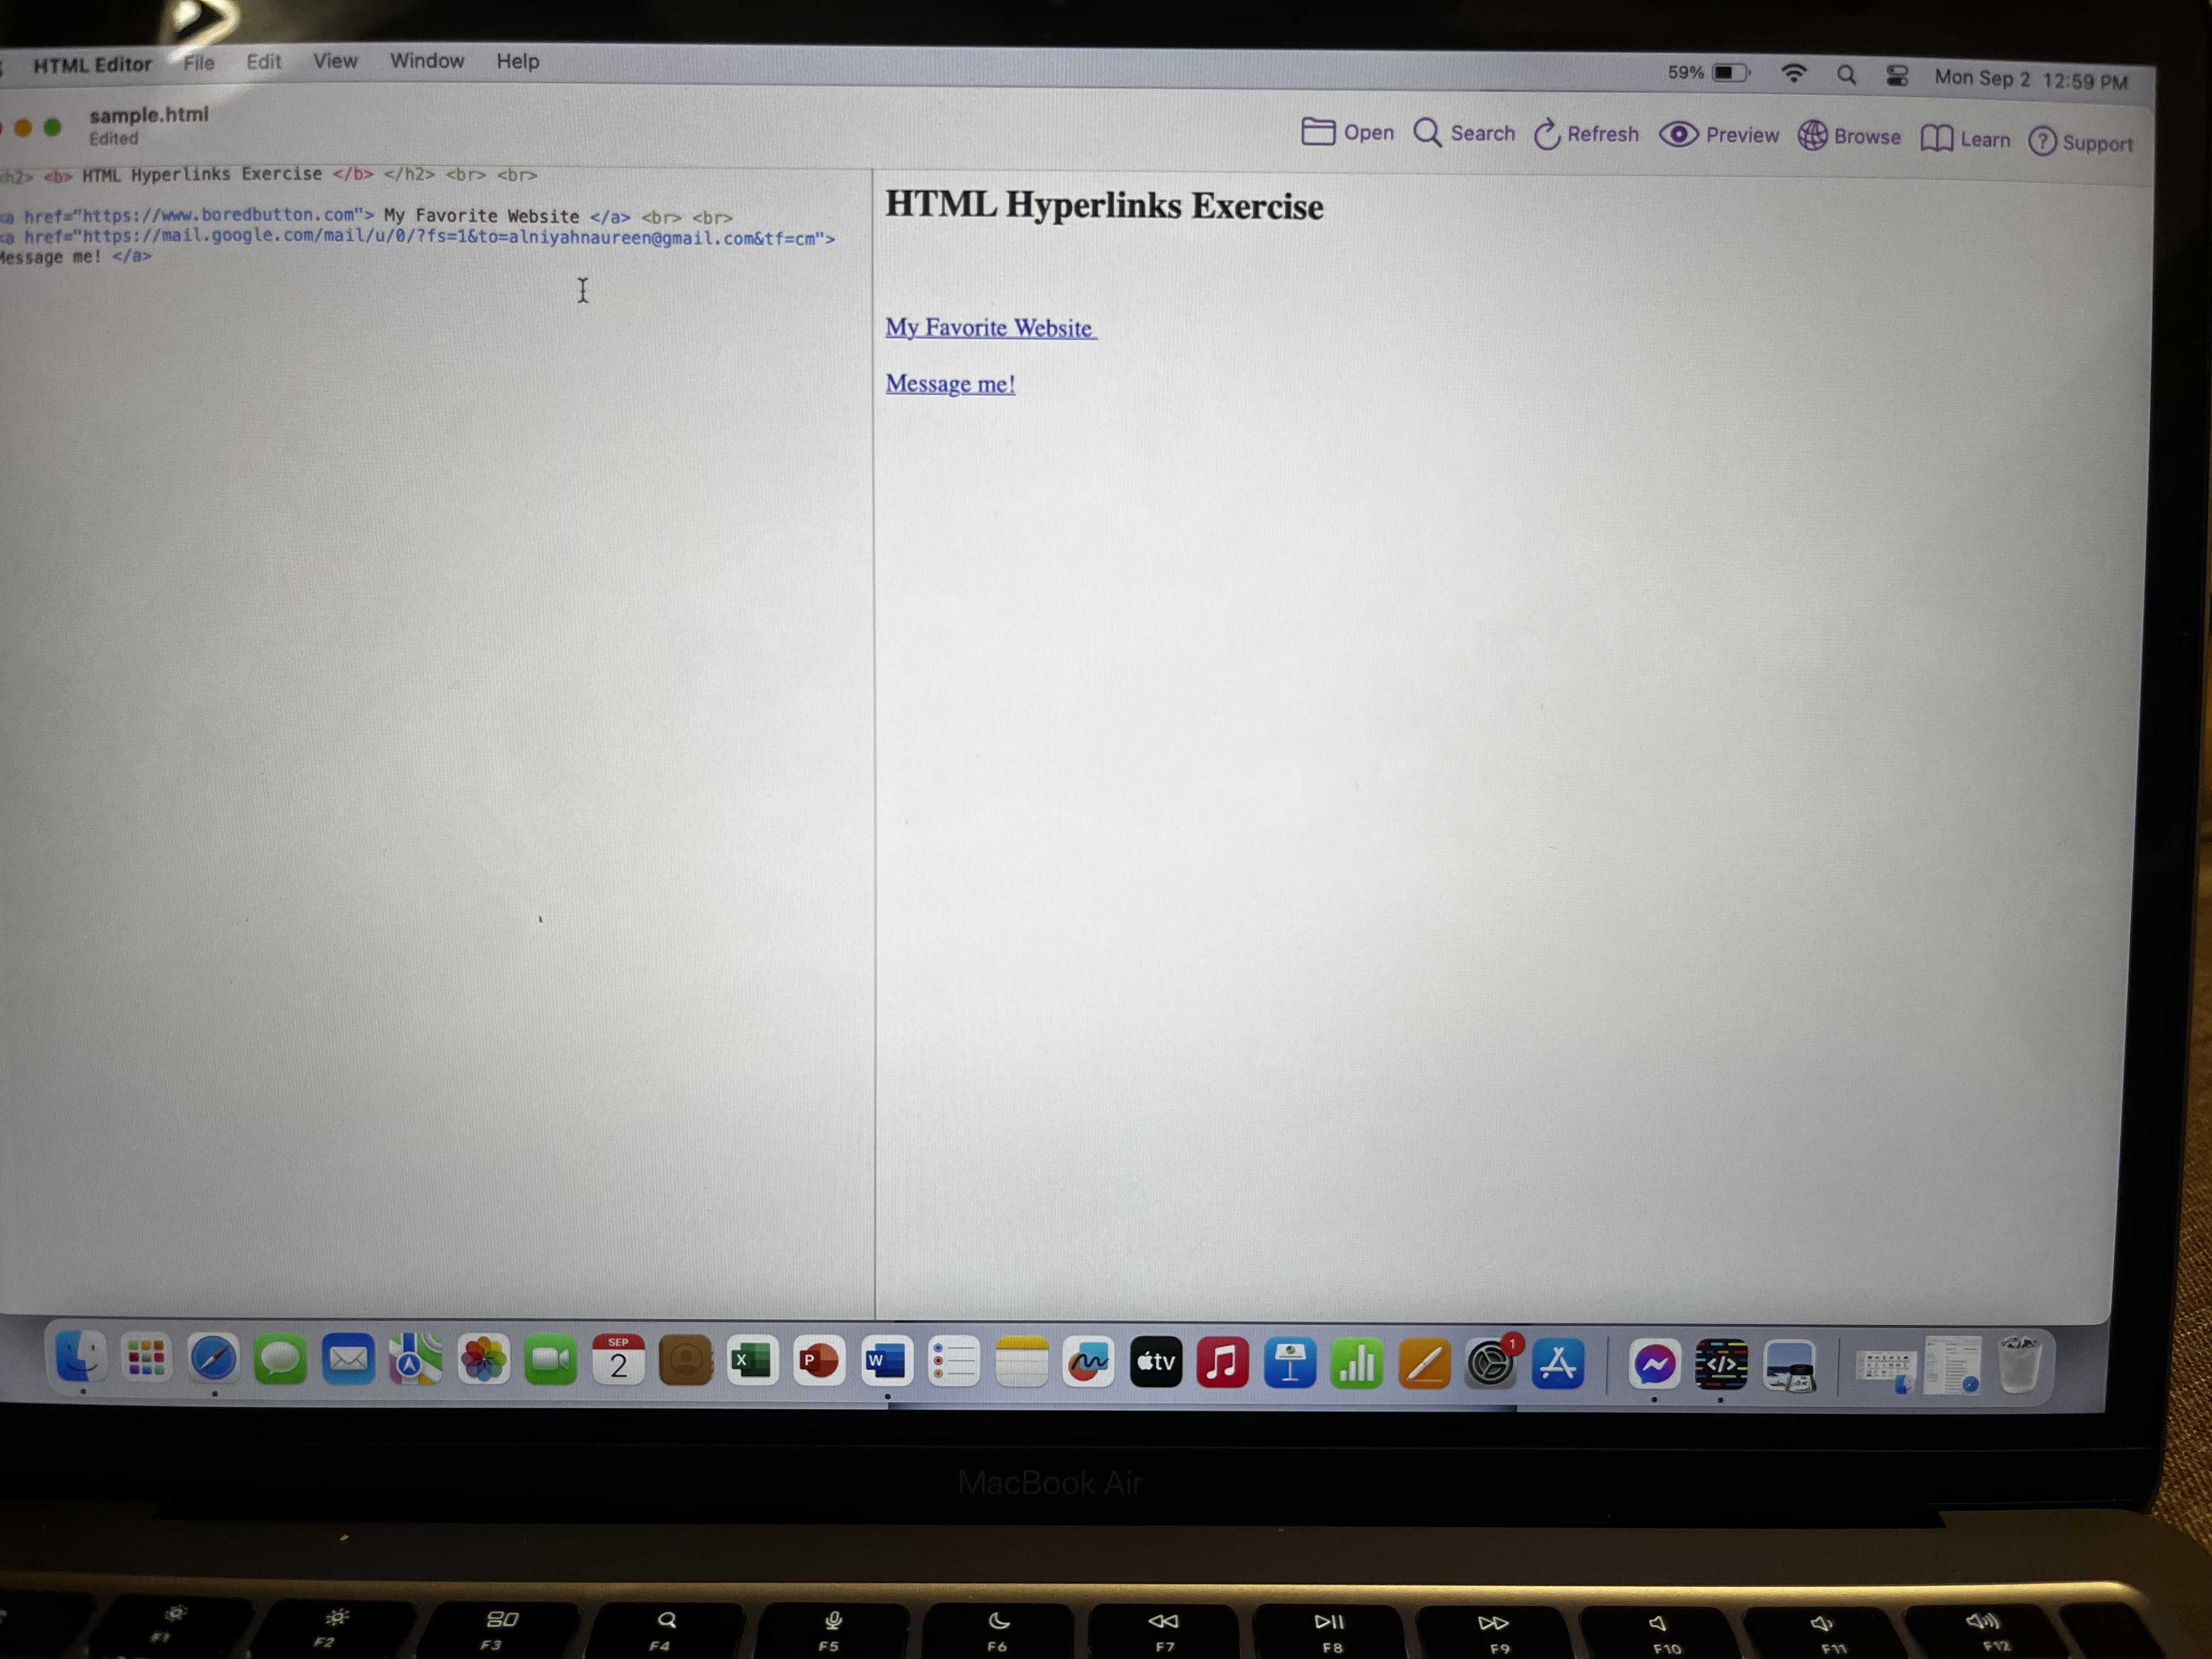 HTML Editor File Edit View Window Help 59% Mon Sep 2 12:59 PM
sample.html
Edited
Open Search Refresh Preview Browse Learn Support
h2> <b> HTML Hyperlinks Exercise </b> </h2> <br> <br>
<a href="https://www.boredbutton.com"> My Favorite Website </a> <br> <br>
<a href="https://mail.google.com/mail/u/0/?fs=1&to=alniyahnaureen@gmail.com&tf=cm">
Message me! </a>
HTML Hyperlinks Exercise
My Favorite Website
Message me!
SEP
2
X
P
W
tv
1
</>
MacBook Air
F1 F2 F3 F4 F5 F6 F7 F8 F9 F10 F11 F12